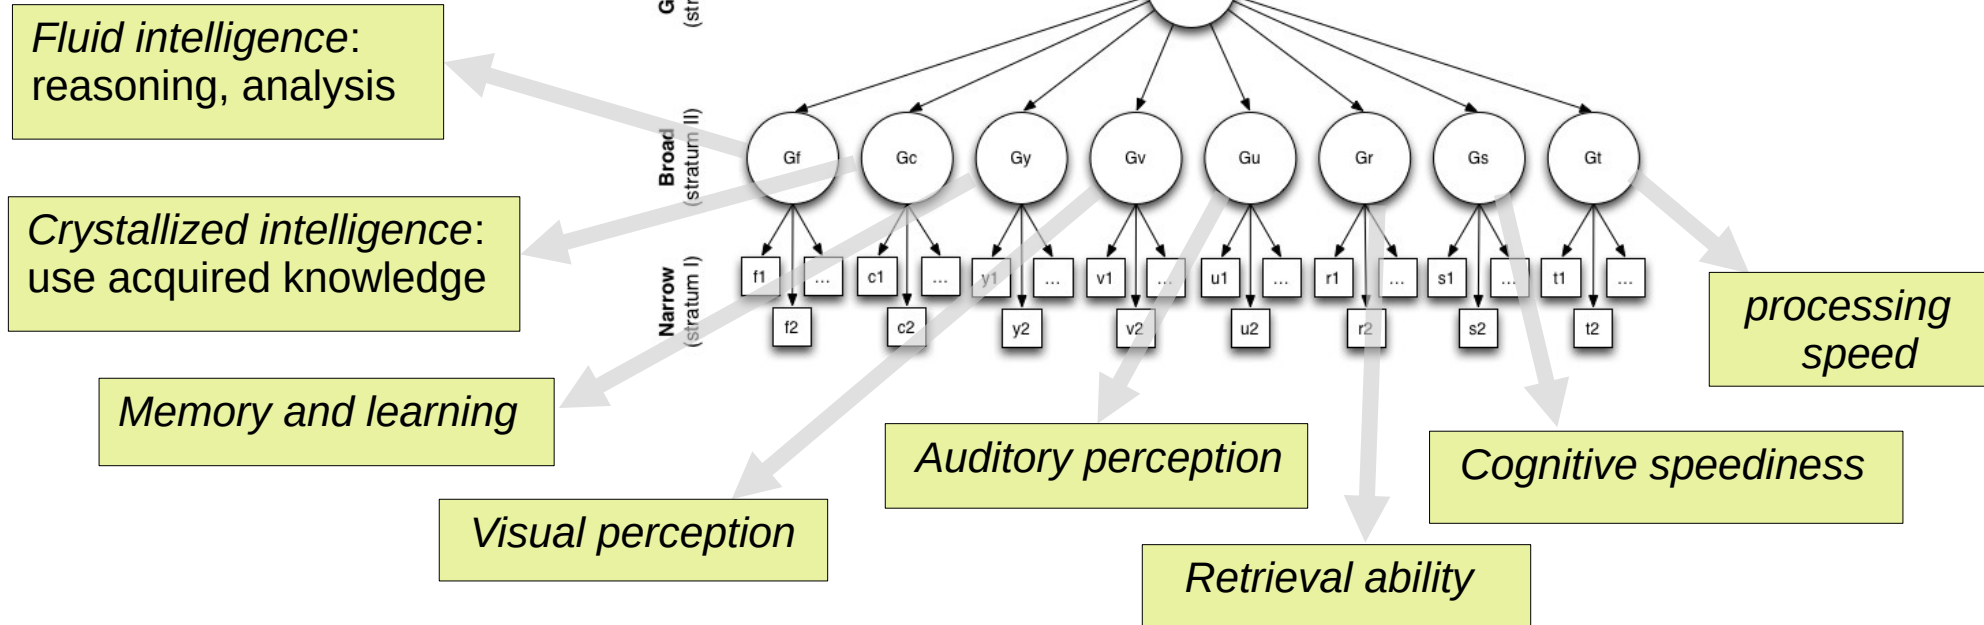 Fluid intelligence:
reasoning, analysis
Crystallized intelligence:
use acquired knowledge
Memory and learning
Visual perception
Auditory perception
Retrieval ability
Cognitive speediness
processing
speed
Broad
(stratum II)
Gf
Gc
Gy
Gv
Gu
Gr
Gs
Gt
Narrow
(stratum I)
f1
...
c1
...
y1
...
v1
...
u1
...
r1
...
s1
...
t1
...
f2
c2
y2
v2
u2
r2
s2
t2